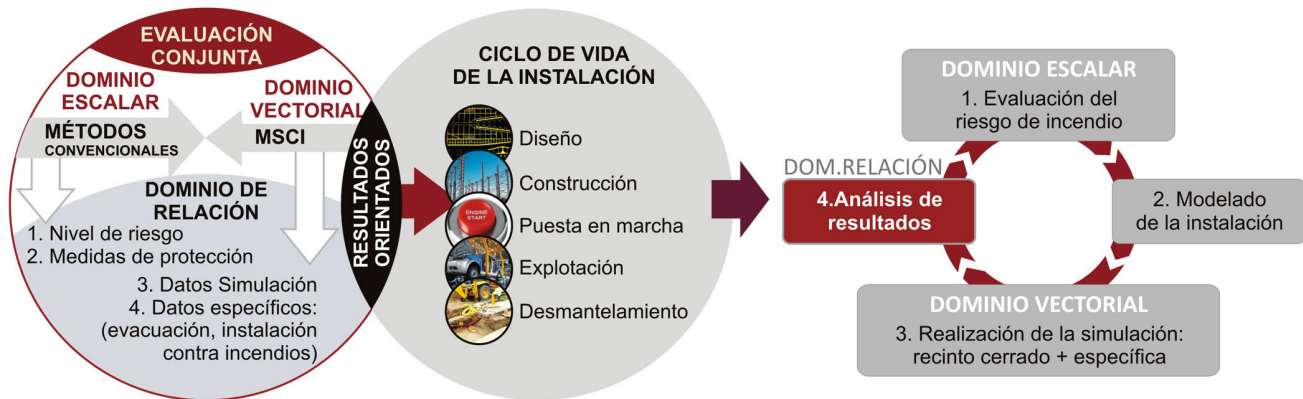 EVALUACIÓN
CONJUNTA
DOMINIO
ESCALAR
DOMINIO
VECTORIAL
MÉTODOS
CONVENCIONALES
MSCI
DOMINIO DE
RELACIÓN
1. Nivel de riesgo
2. Medidas de protección
3. Datos Simulación
4. Datos específicos:
(evacuación, instalación
contra incendios)
RESULTADOS
ORIENTADOS
CICLO DE VIDA
DE LA INSTALACIÓN
Diseño
Construcción
ENGINE
START
Puesta en marcha
Explotación
Desmantelamiento
DOMINIO ESCALAR
1. Evaluación del
riesgo de incendio
DOM.RELACIÓN
4.Análisis de
resultados
2. Modelado
de la instalación
DOMINIO VECTORIAL
3. Realización de la simulación:
recinto cerrado + específica